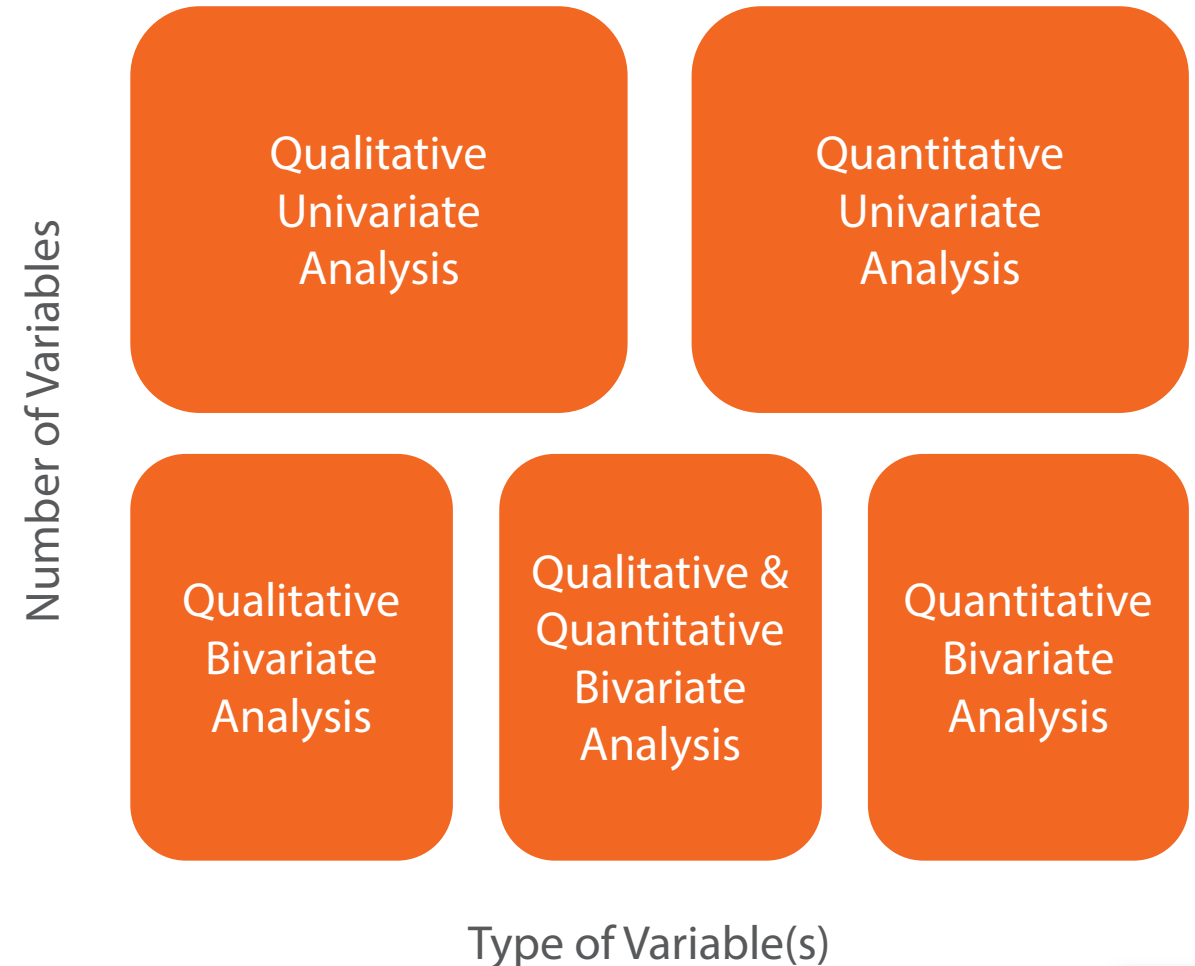 Number of Variables
Qualitative
Univariate
Analysis
Quantitative
Univariate
Analysis
Qualitative
Bivariate
Analysis
Qualitative &
Quantitative
Bivariate
Analysis
Quantitative
Bivariate
Analysis
Type of Variable(s)